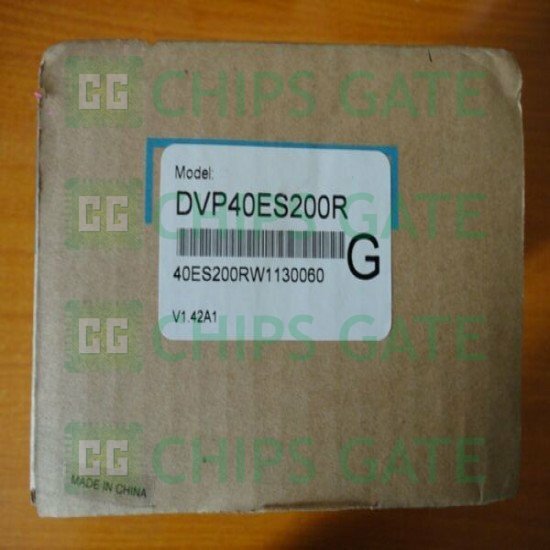 CG CHIPS GATE
Model:
DVP40ES200R
40ES200RW1130060
G
V1.42A1
CG CHIPS GATE
CG CHIPS GATE
CG CHIPS GATE
MADE IN CHINA